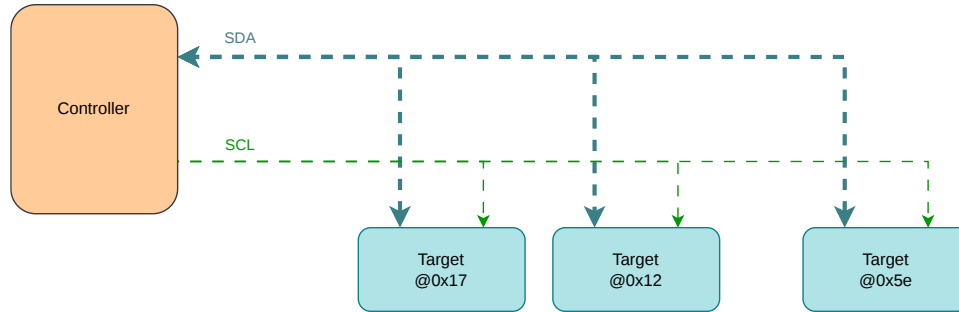 SDA
Controller
SCL
Target
@0x17
Target
@0x12
Target
@0x5e